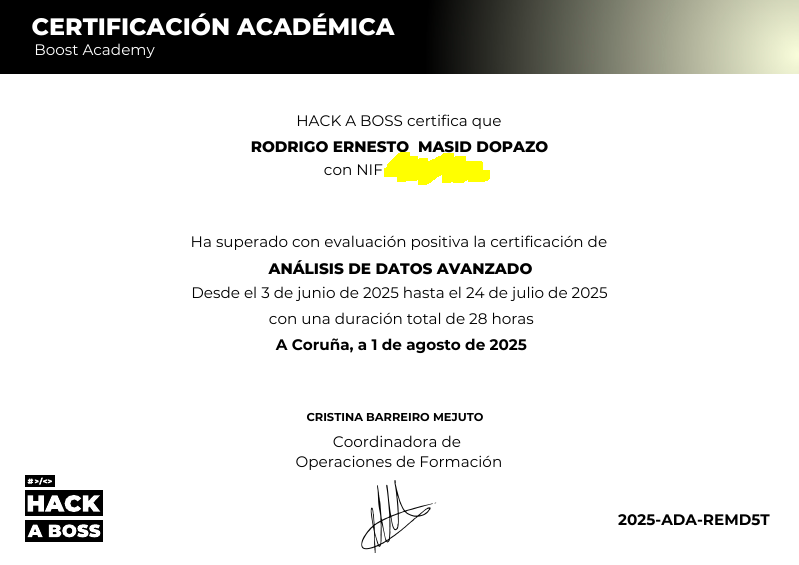 CERTIFICACIÓN ACADÉMICA
Boost Academy
HACK A BOSS certifica que
RODRIGO ERNESTO  MASID DOPAZO
con NIF
Ha superado con evaluación positiva la certificación de
ANÁLISIS DE DATOS AVANZADO
Desde el 3 de junio de 2025 hasta el 24 de julio de 2025
con una duración total de 28 horas
A Coruña, a 1 de agosto de 2025
CRISTINA BARREIRO MEJUTO
Coordinadora de
Operaciones de Formación
#>/<>
HACK
A BOSS
2025-ADA-REMD5T